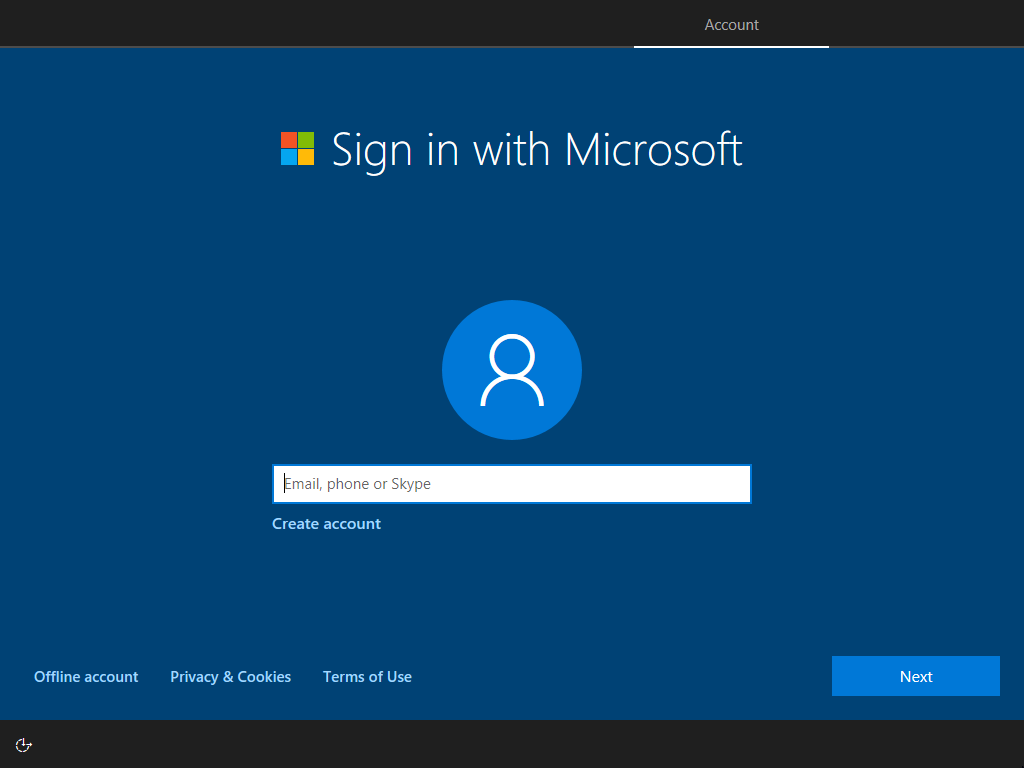 Account
Sign in with Microsoft
Email, phone or Skype
Create account
Offline account Privacy & Cookies Terms of Use Next